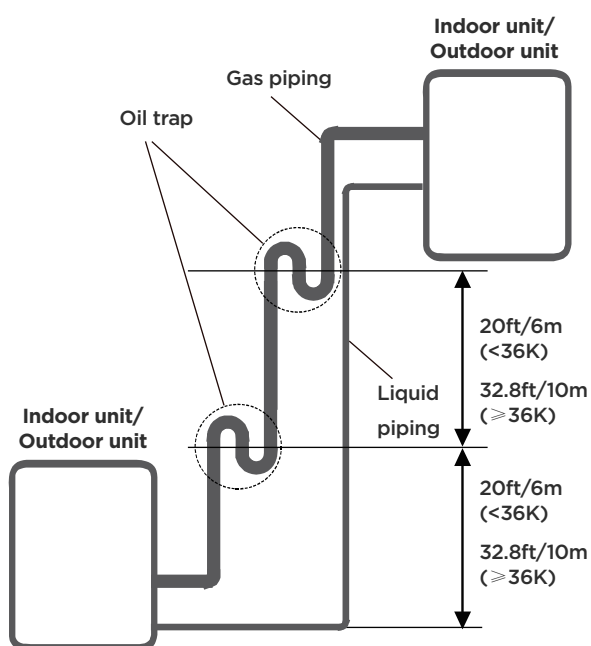 Indoor unit/
Outdoor unit
Gas piping
Oil trap
20ft/6m
(<36K)
32.8ft/10m
(⩾36K)
Liquid
piping
Indoor unit/
Outdoor unit
20ft/6m
(<36K)
32.8ft/10m
(⩾36K)